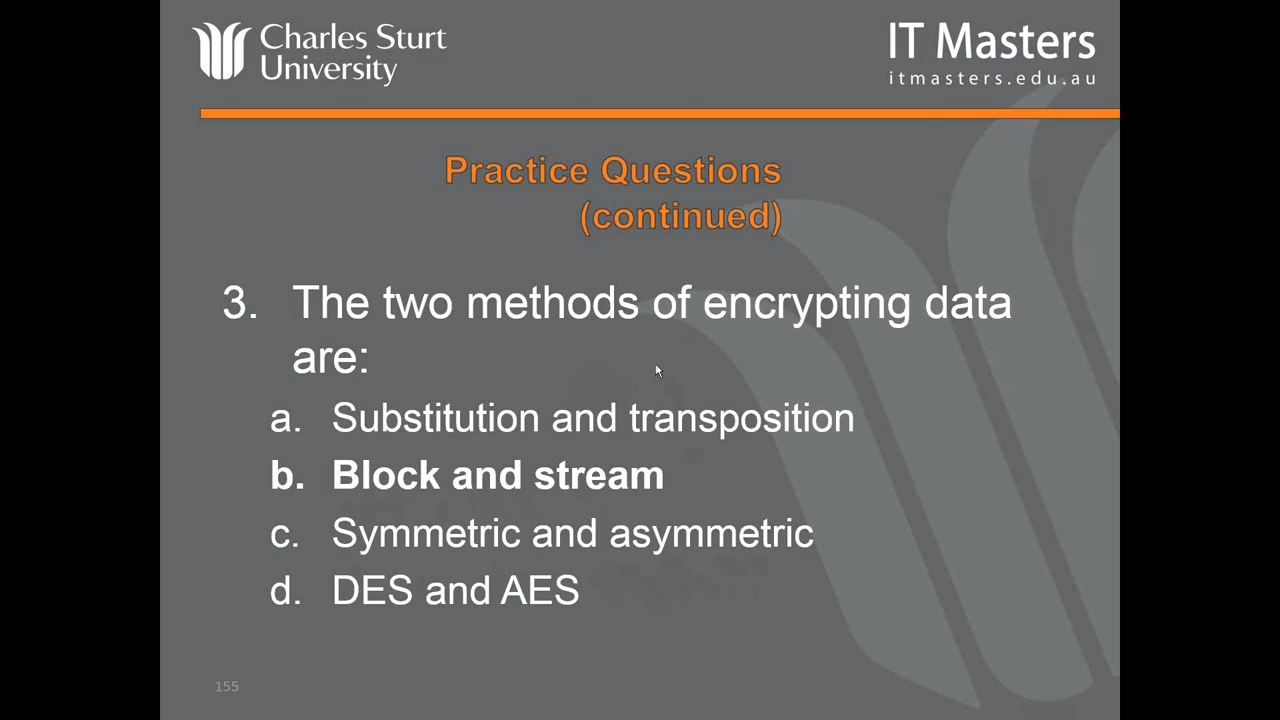 Charles Sturt
University
IT Masters
itmasters.edu.au
Practice Questions
(continued)
3. The two methods of encrypting data
are:
a. Substitution and transposition
b. Block and stream
c. Symmetric and asymmetric
d. DES and AES
155